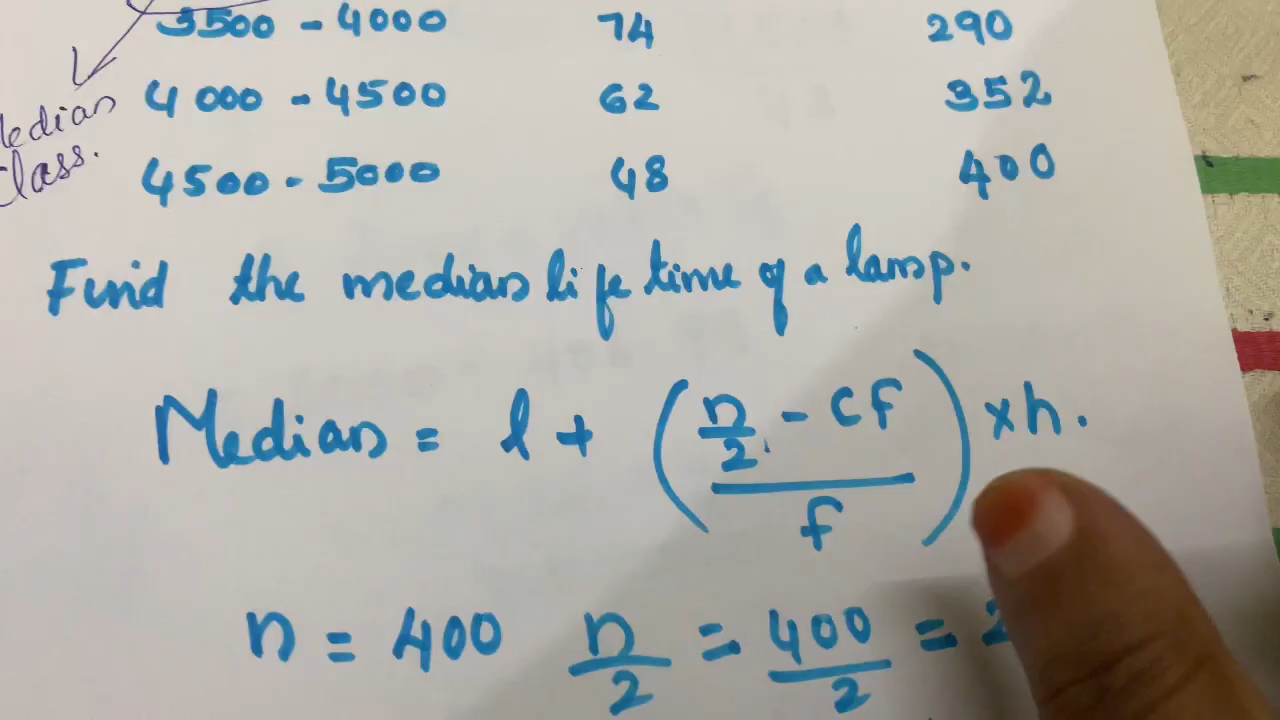 3500 - 4000 74 290
4000 - 4500 62 352
Median class.
4500 - 5000 48 400
Find the median life time of a lamp.
Median = l + ( (n/2 - cf) / f ) × h.
n = 400 n/2 = 400/2 =